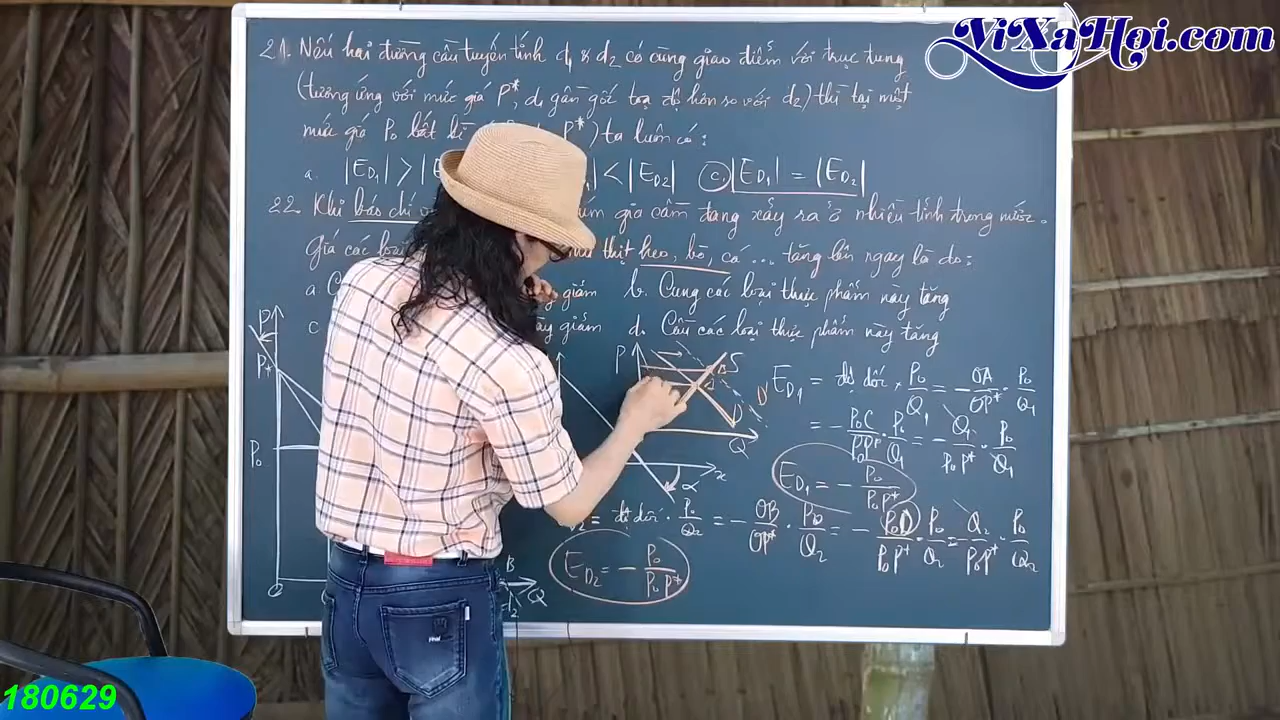 ViXaHoi.com
21. Nếu hai đường cầu tuyến tính d1 & d2 có cùng giao điểm với trục tung
(tương ứng với mức giá P*, d1 gần gốc toạ độ hơn so với d2) thì tại một
mức giá P0 bất kì P*) ta luôn có:
a. |ED1| > | < |ED2| c. |ED1| = |ED2|
22. Khi báo chí gia cầm đang xảy ra ở nhiều tỉnh trong nước.
Giá các loại thịt heo, bò, cá ... tăng lên ngay là do:
a. C giảm b. Cung các loại thực phẩm này tăng
c này giảm d. Cầu các loại thực phẩm này tăng
P P S
P* D D'
P0 Q
x
α
ED1 = độ dốc × P0/Q1 = - OA/OP* · P0/Q1
= - P0C/P0P* · P0/Q1 = - Q1/P0P* · P0/Q1
ED1 = - P0/P0P*
= độ dốc · P0/Q2 = - OB/OP* · P0/Q2 = - P0D/P0P* · P0/Q2 = - Q2/P0P* · P0/Q2
ED2 = - P0/P0P*
B
Q
d2
180629